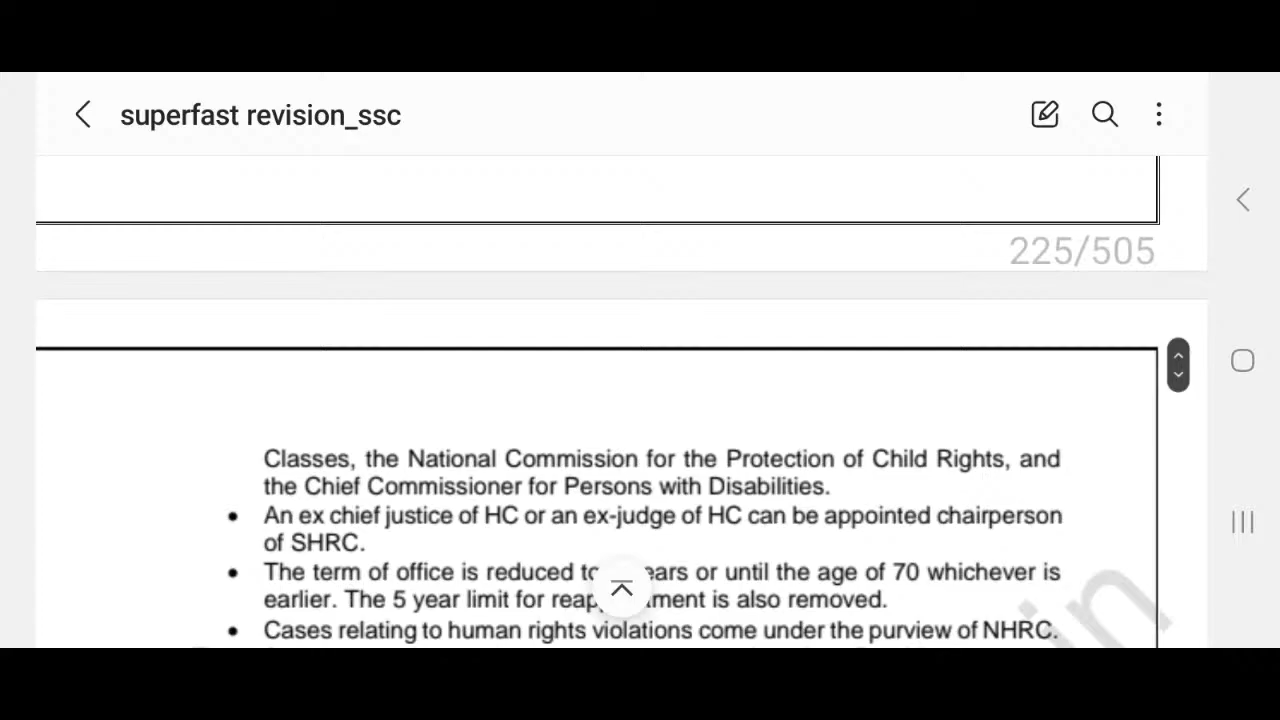 superfast revision_ssc
225/505
Classes, the National Commission for the Protection of Child Rights, and
the Chief Commissioner for Persons with Disabilities.
• An ex chief justice of HC or an ex-judge of HC can be appointed chairperson
of SHRC.
• The term of office is reduced to ears or until the age of 70 whichever is
earlier. The 5 year limit for reap ment is also removed.
• Cases relating to human rights violations come under the purview of NHRC.
in